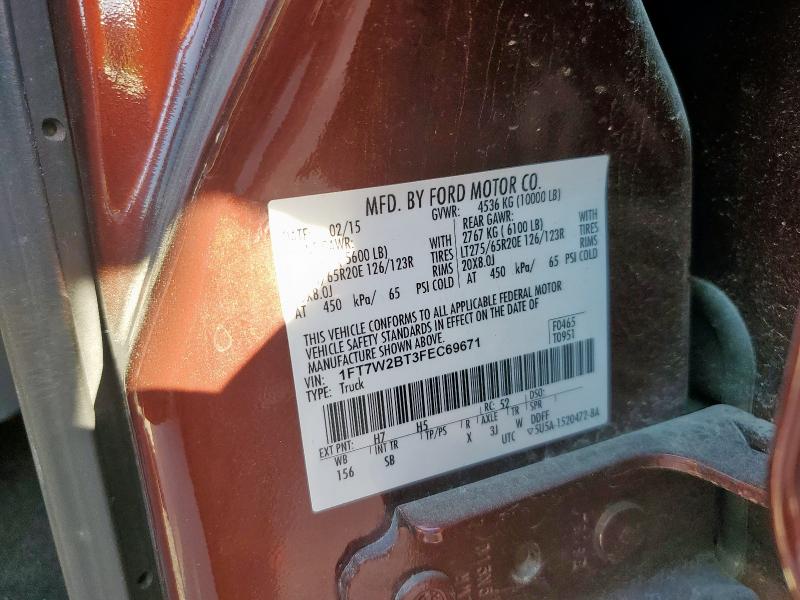 MFD. BY FORD MOTOR CO.
DATE: 02/15 GVWR: 4536 KG (10000 LB)
GAWR: REAR GAWR:
5600 LB) WITH 2767 KG ( 6100 LB) WITH
/65R20E 126/123R TIRES LT275/65R20E 126/123R TIRES
20X8.0J RIMS 20X8.0J RIMS
AT 450 kPa/ 65 PSI COLD AT 450 kPa/ 65 PSI COLD
THIS VEHICLE CONFORMS TO ALL APPLICABLE FEDERAL MOTOR
VEHICLE SAFETY STANDARDS IN EFFECT ON THE DATE OF
MANUFACTURE SHOWN ABOVE. F0465
VIN: 1FT7W2BT3FEC69671 T0951
TYPE: Truck
EXT PNT: H7 H5 RC: 52 DSO:
WB INT TR TP/PS R AXLE TR SPR
156 SB X 3J W DDFF
UTC ▽5U5A-1520472-BA